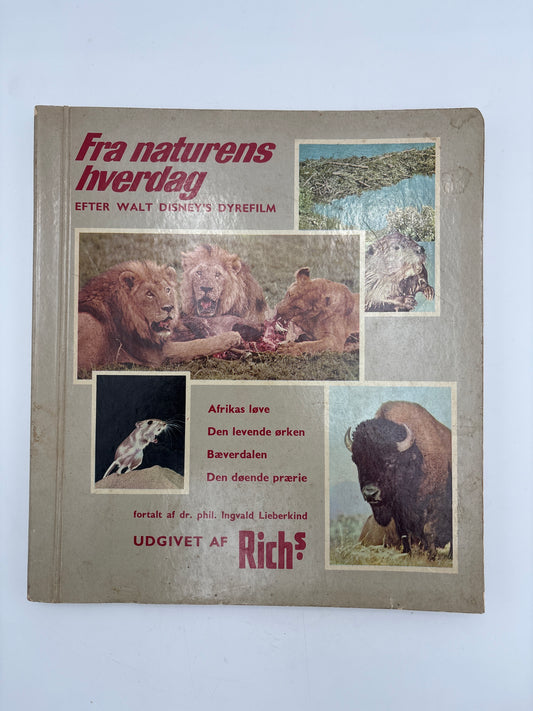 Fra naturens
hverdag
EFTER WALT DISNEY'S DYREFILM
Afrikas løve
Den levende ørken
Bæverdalen
Den døende prærie
fortalt af dr. phil. Ingvald Lieberkind
UDGIVET AF Richs